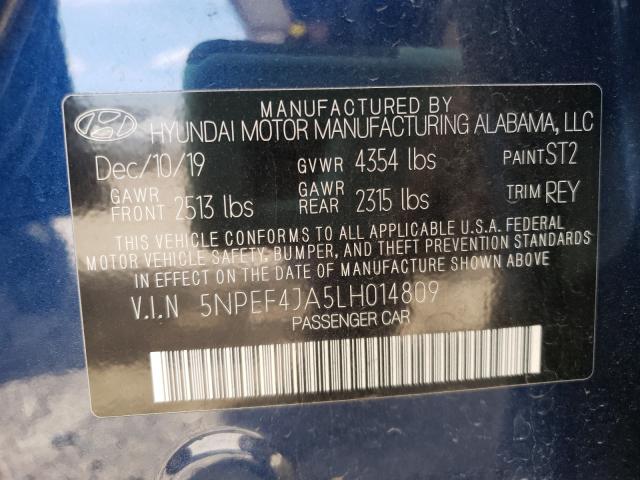 MANUFACTURED BY
HYUNDAI MOTOR MANUFACTURING ALABAMA, LLC
Dec/10/19 GVWR 4354 lbs PAINT ST2
GAWR FRONT 2513 lbs GAWR REAR 2315 lbs TRIM REY
THIS VEHICLE CONFORMS TO ALL APPLICABLE U.S.A. FEDERAL
MOTOR VEHICLE SAFETY, BUMPER, AND THEFT PREVENTION STANDARDS
IN EFFECT ON THE DATE OF MANUFACTURE SHOWN ABOVE.
V.I.N 5NPEF4JA5LH014809
PASSENGER CAR